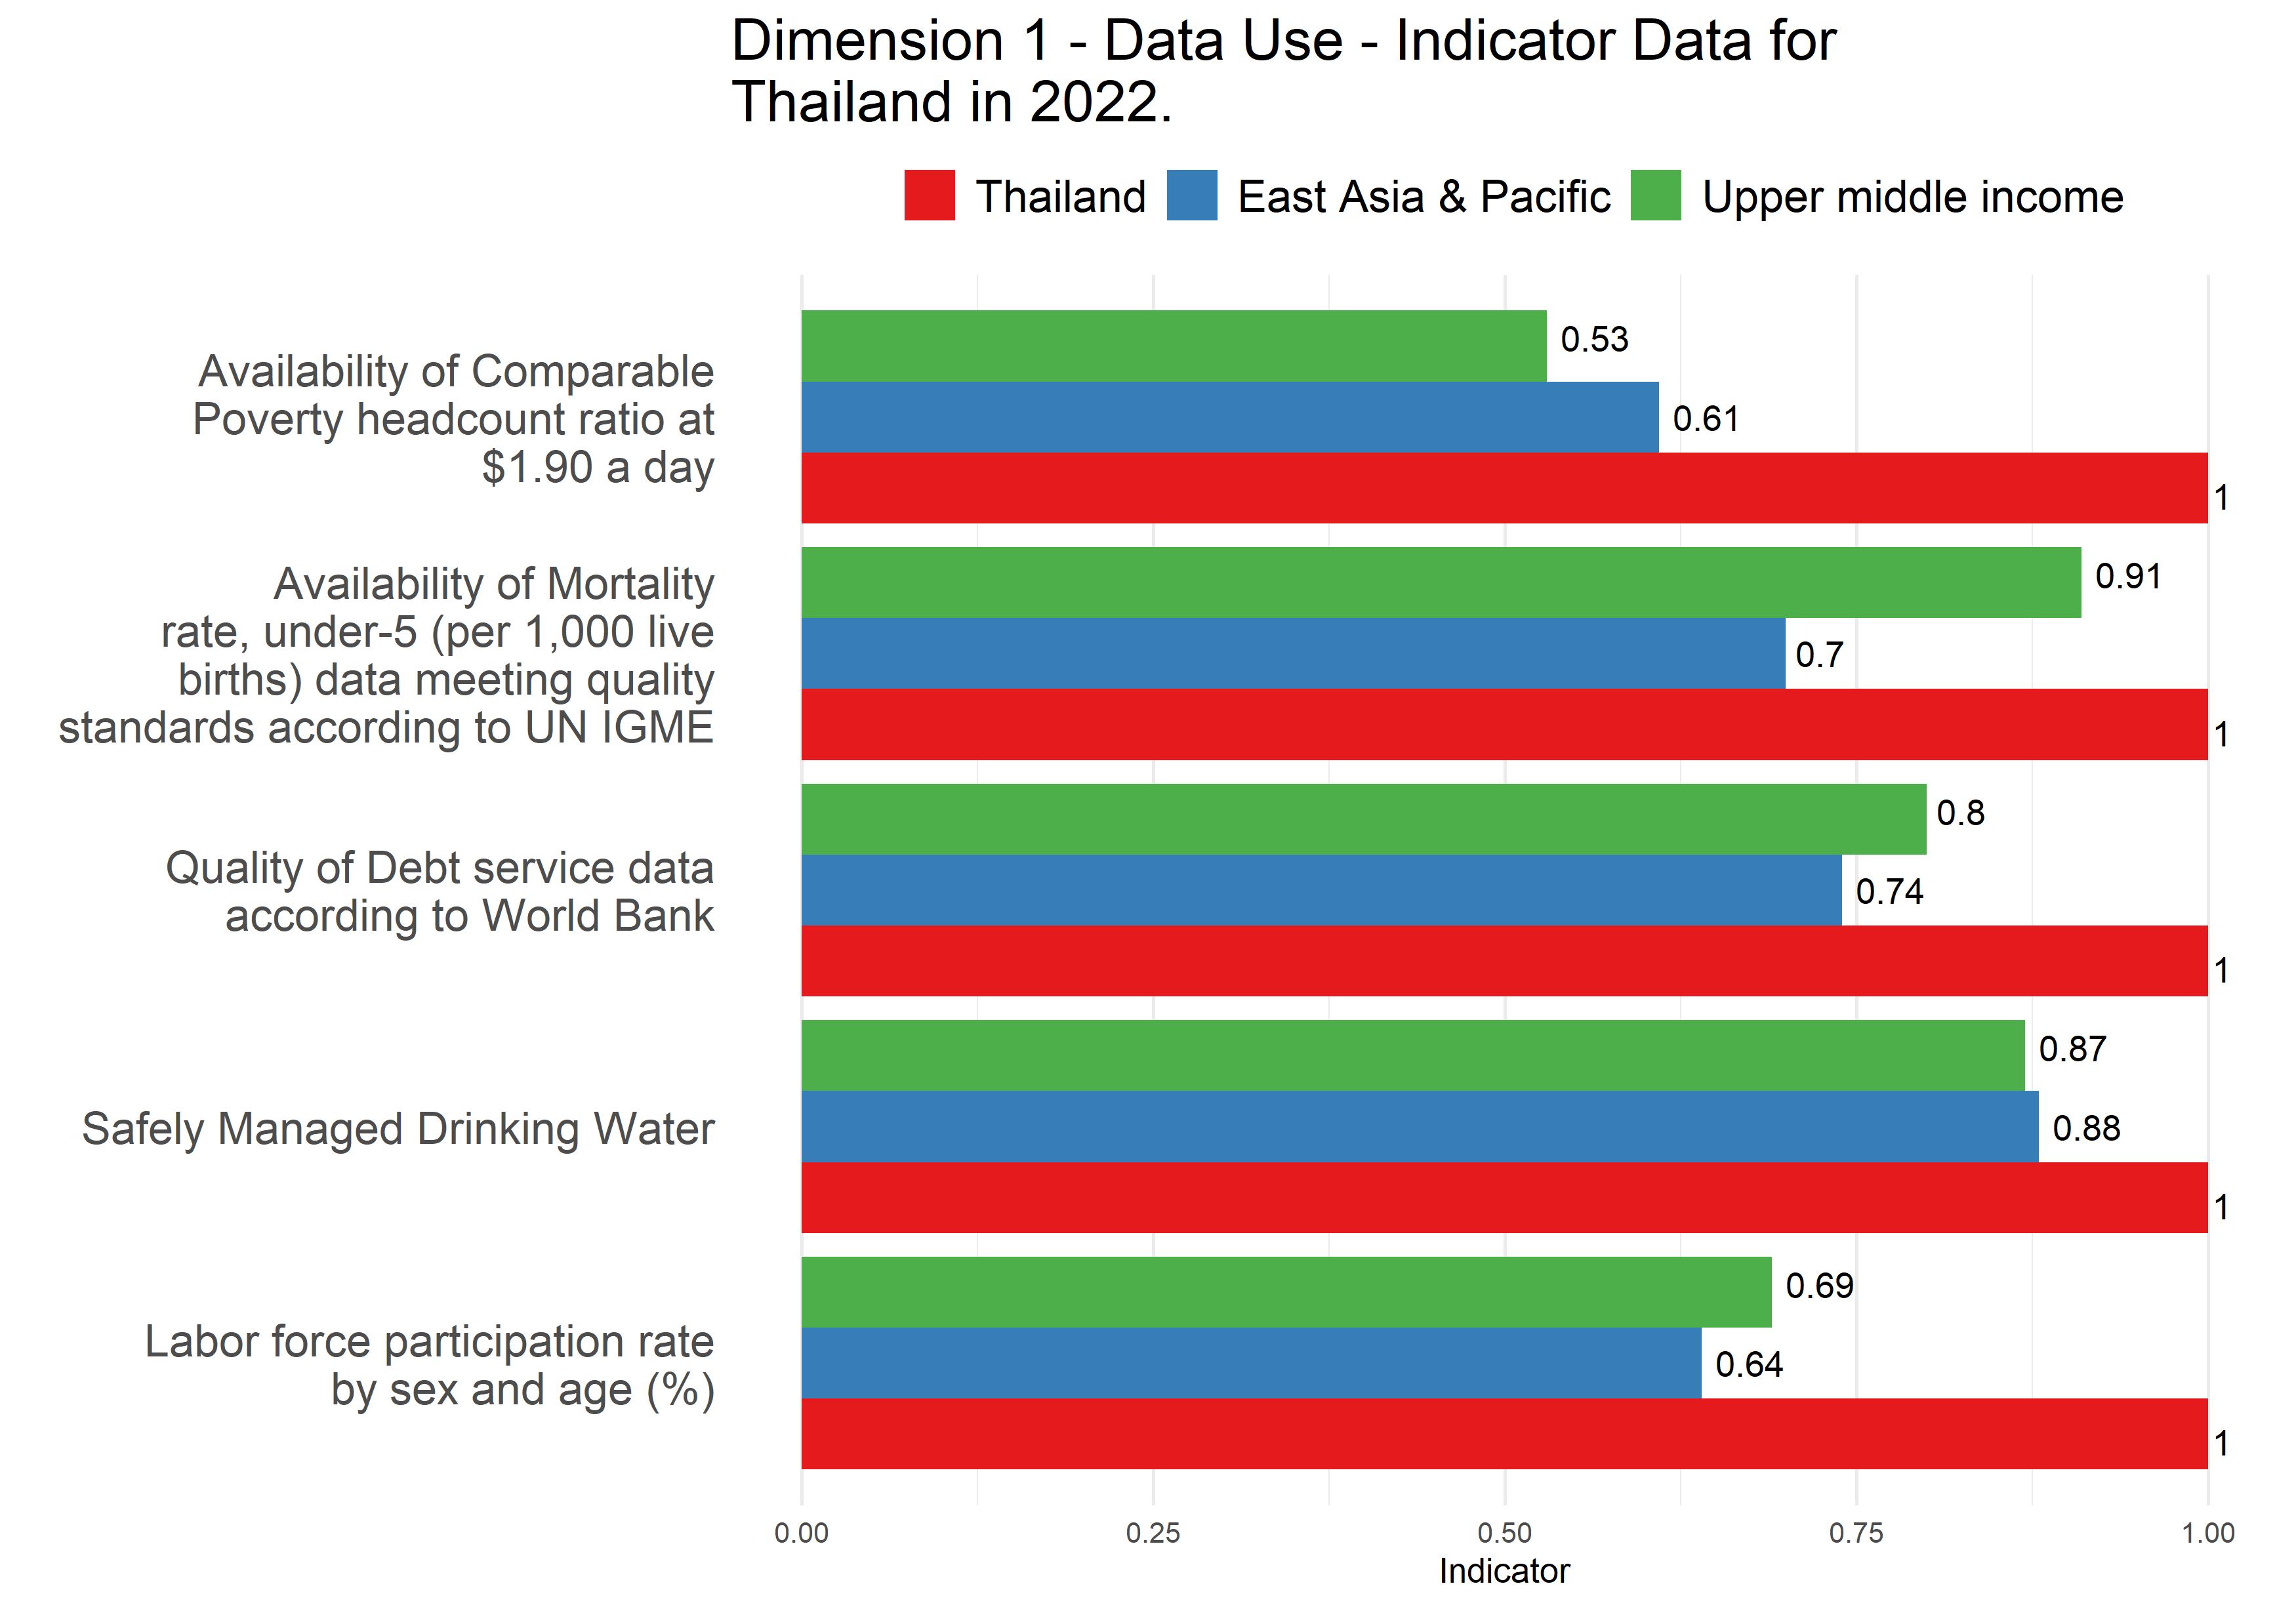 Dimension 1 - Data Use - Indicator Data for
Thailand in 2022.
Thailand
East Asia & Pacific
Upper middle income
Availability of Comparable
Poverty headcount ratio at
$1.90 a day
0.53
0.61
1
Availability of Mortality
rate, under-5 (per 1,000 live
births) data meeting quality
standards according to UN IGME
0.91
0.7
1
Quality of Debt service data
according to World Bank
0.8
0.74
1
Safely Managed Drinking Water
0.87
0.88
1
Labor force participation rate
by sex and age (%)
0.69
0.64
1
0.00 0.25 0.50 0.75 1.00
Indicator